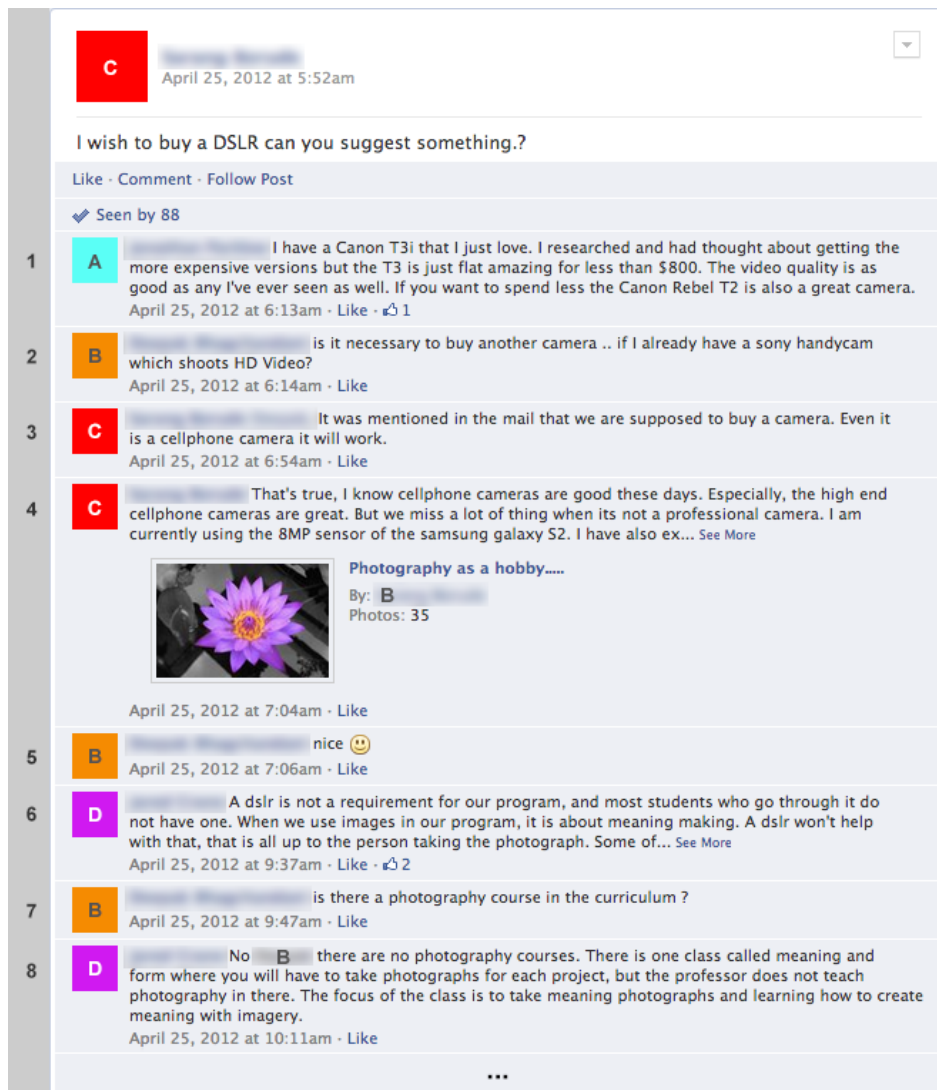 C
April 25, 2012 at 5:52am
I wish to buy a DSLR can you suggest something.?
Like · Comment · Follow Post
Seen by 88
1
A
I have a Canon T3i that I just love. I researched and had thought about getting the
more expensive versions but the T3 is just flat amazing for less than $800. The video quality is as
good as any I've ever seen as well. If you want to spend less the Canon Rebel T2 is also a great camera.
April 25, 2012 at 6:13am · Like · 1
2
B
is it necessary to buy another camera .. if I already have a sony handycam
which shoots HD Video?
April 25, 2012 at 6:14am · Like
3
C
It was mentioned in the mail that we are supposed to buy a camera. Even it
is a cellphone camera it will work.
April 25, 2012 at 6:54am · Like
4
C
That's true, I know cellphone cameras are good these days. Especially, the high end
cellphone cameras are great. But we miss a lot of thing when its not a professional camera. I am
currently using the 8MP sensor of the samsung galaxy S2. I have also ex... See More
Photography as a hobby.....
By: B
Photos: 35
April 25, 2012 at 7:04am · Like
5
B
nice
April 25, 2012 at 7:06am · Like
6
D
A dslr is not a requirement for our program, and most students who go through it do
not have one. When we use images in our program, it is about meaning making. A dslr won't help
with that, that is all up to the person taking the photograph. Some of... See More
April 25, 2012 at 9:37am · Like · 2
7
B
is there a photography course in the curriculum ?
April 25, 2012 at 9:47am · Like
8
D
No B there are no photography courses. There is one class called meaning and
form where you will have to take photographs for each project, but the professor does not teach
photography in there. The focus of the class is to take meaning photographs and learning how to create
meaning with imagery.
April 25, 2012 at 10:11am · Like
...